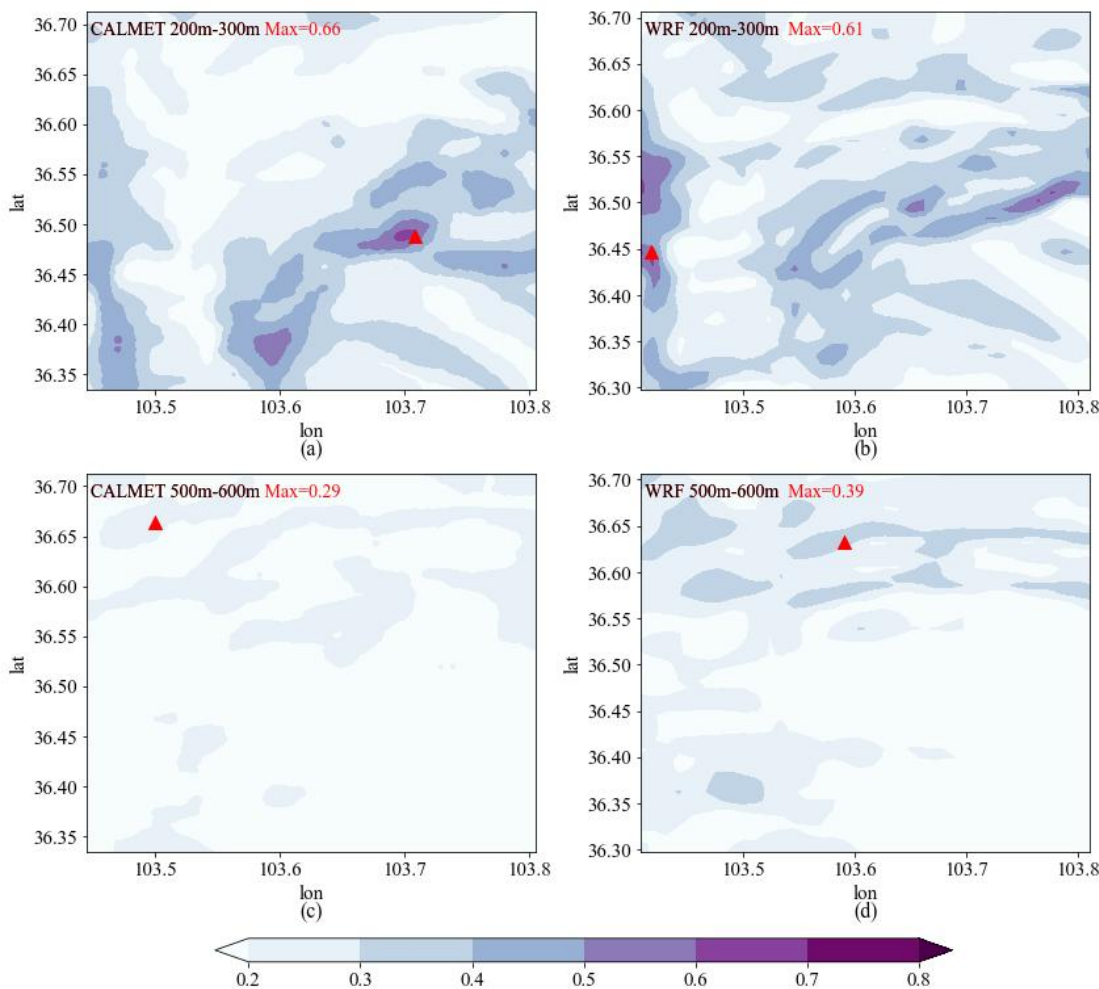 CALMET 200m-300m Max=0.66
36.70
36.65
36.60
36.55
36.50
36.45
36.40
36.35
lat
103.5 103.6 103.7 103.8
lon
(a)
WRF 200m-300m Max=0.61
36.70
36.65
36.60
36.55
36.50
36.45
36.40
36.35
36.30
lat
103.5 103.6 103.7 103.8
lon
(b)
CALMET 500m-600m Max=0.29
36.70
36.65
36.60
36.55
36.50
36.45
36.40
36.35
lat
103.5 103.6 103.7 103.8
lon
(c)
WRF 500m-600m Max=0.39
36.70
36.65
36.60
36.55
36.50
36.45
36.40
36.35
36.30
lat
103.5 103.6 103.7 103.8
lon
(d)
0.2 0.3 0.4 0.5 0.6 0.7 0.8